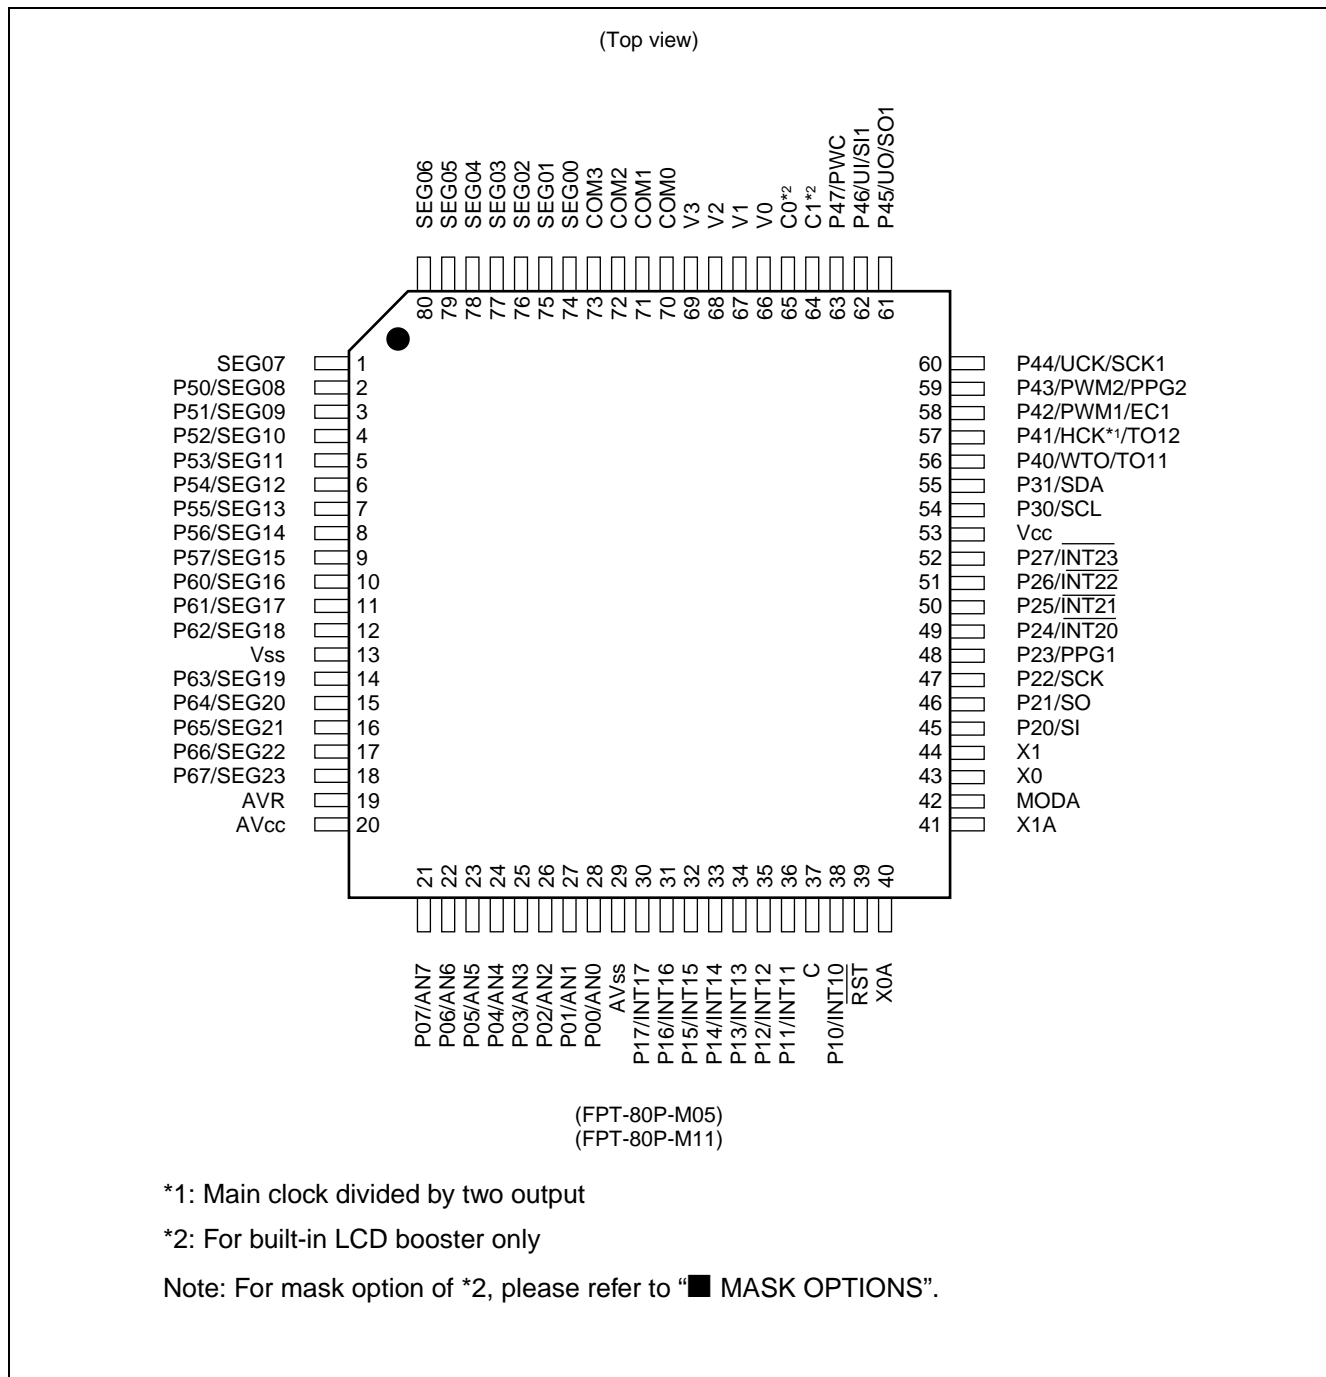 (Top view)
SEG06
SEG05
SEG04
SEG03
SEG02
SEG01
SEG00
COM3
COM2
COM1
COM0
V3
V2
V1
V0
C0*2
C1*2
P47/PWC
P46/UI/SI1
P45/UO/SO1
80
79
78
77
76
75
74
73
72
71
70
69
68
67
66
65
64
63
62
61
SEG07 1
P50/SEG08 2
P51/SEG09 3
P52/SEG10 4
P53/SEG11 5
P54/SEG12 6
P55/SEG13 7
P56/SEG14 8
P57/SEG15 9
P60/SEG16 10
P61/SEG17 11
P62/SEG18 12
Vss 13
P63/SEG19 14
P64/SEG20 15
P65/SEG21 16
P66/SEG22 17
P67/SEG23 18
AVR 19
AVcc 20
60 P44/UCK/SCK1
59 P43/PWM2/PPG2
58 P42/PWM1/EC1
57 P41/HCK*1/TO12
56 P40/WTO/TO11
55 P31/SDA
54 P30/SCL
53 Vcc
52 P27/INT23
51 P26/INT22
50 P25/INT21
49 P24/INT20
48 P23/PPG1
47 P22/SCK
46 P21/SO
45 P20/SI
44 X1
43 X0
42 MODA
41 X1A
21
22
23
24
25
26
27
28
29
30
31
32
33
34
35
36
37
38
39
40
P07/AN7
P06/AN6
P05/AN5
P04/AN4
P03/AN3
P02/AN2
P01/AN1
P00/AN0
AVss
P17/INT17
P16/INT16
P15/INT15
P14/INT14
P13/INT13
P12/INT12
P11/INT11
C
P10/INT10
RST
X0A
(FPT-80P-M05)
(FPT-80P-M11)
*1: Main clock divided by two output
*2: For built-in LCD booster only
Note: For mask option of *2, please refer to “■ MASK OPTIONS”.